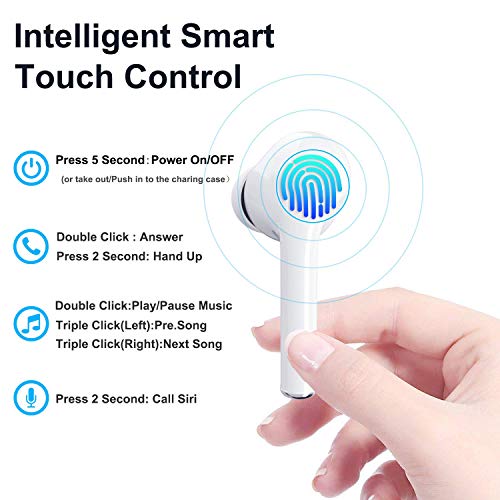 Intelligent Smart
Touch Control
Press 5 Second:Power On/OFF
(or take out/Push in to the charing case)
Double Click : Answer
Press 2 Second: Hand Up
Double Click:Play/Pause Music
Triple Click(Left):Pre.Song
Triple Click(Right):Next Song
Press 2 Second: Call Siri